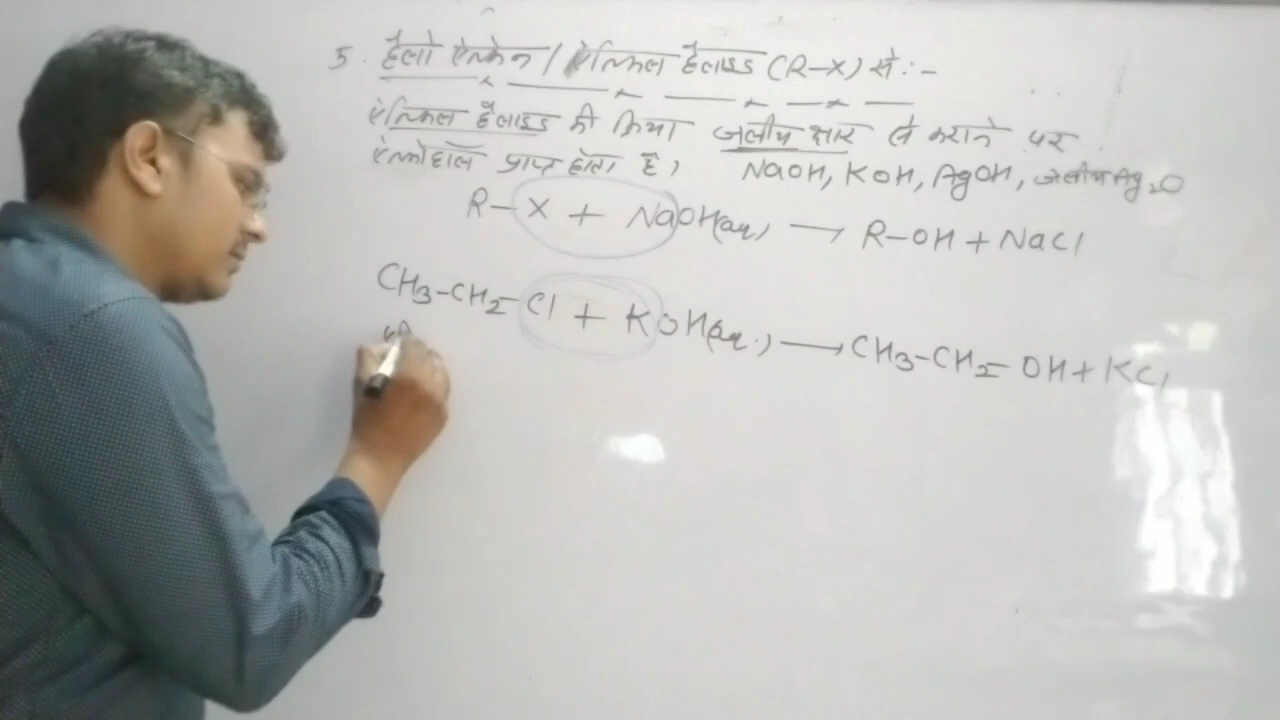 5. हैलो ऐल्केन / ऐल्किल हैलाइड (R-X) से :-
ऐल्किल हैलाइड की क्रिया जलीय क्षार से कराने पर
ऐल्कोहॉल प्राप्त होता है। NaOH, KOH, AgOH, जलीय Ag2O
R-X + NaOH(aq) → R-OH + NaCl
CH3-CH2-Cl + KOH(aq.) → CH3-CH2-OH + KCl